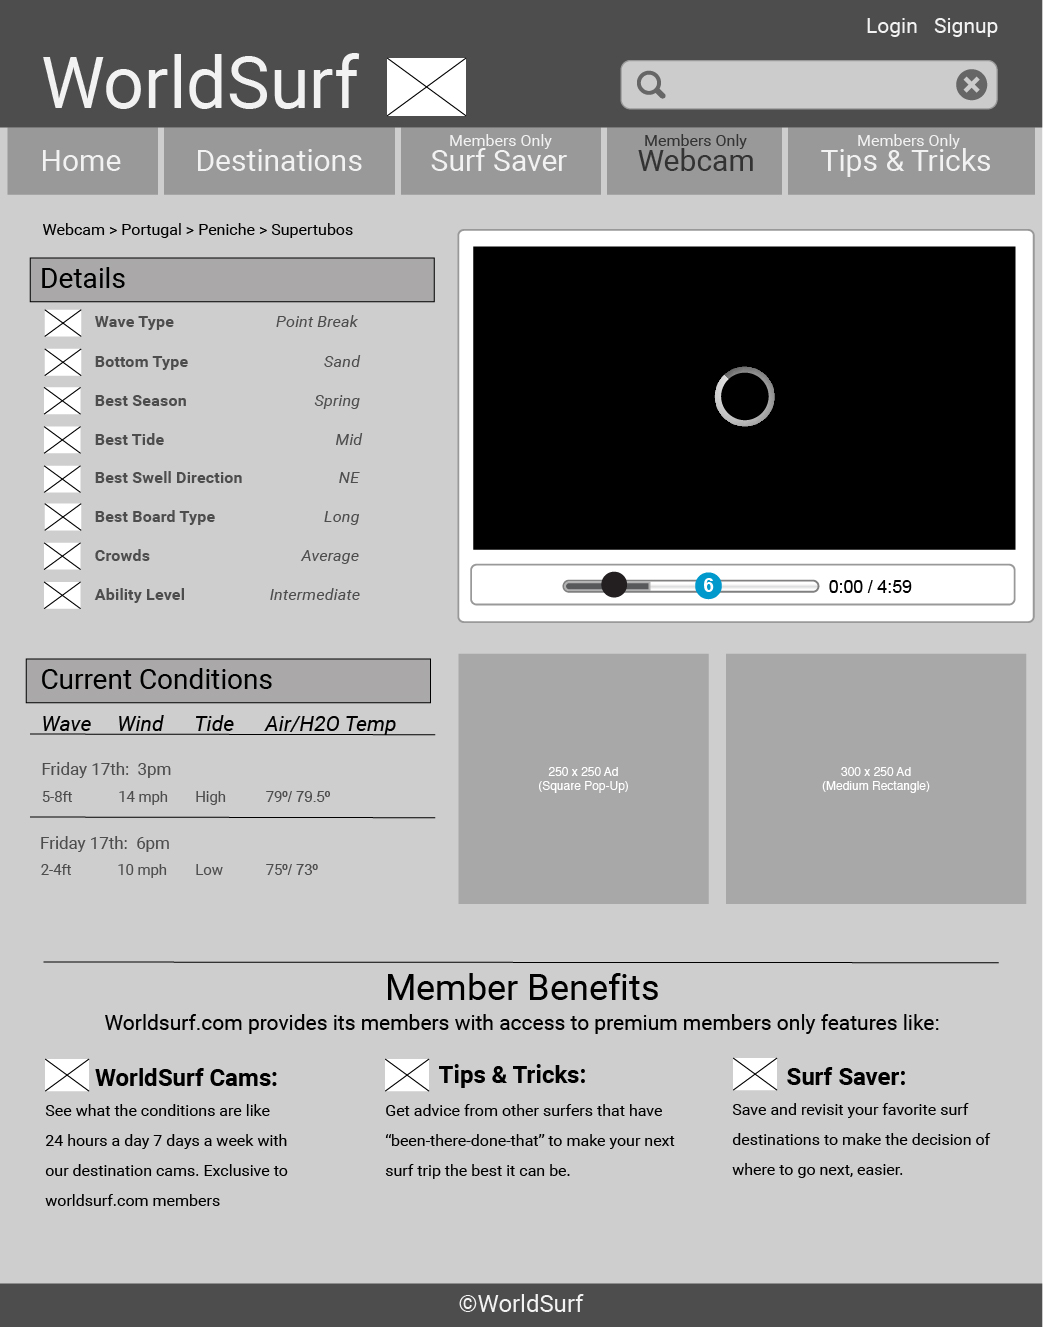 Login Signup
WorldSurf
Home
Destinations
Members Only
Surf Saver
Members Only
Webcam
Members Only
Tips & Tricks
Webcam > Portugal > Peniche > Supertubos
Details
Wave Type Point Break
Bottom Type Sand
Best Season Spring
Best Tide Mid
Best Swell Direction NE
Best Board Type Long
Crowds Average
Ability Level Intermediate
6 0:00 / 4:59
Current Conditions
Wave Wind Tide Air/H2O Temp
Friday 17th: 3pm
5-8ft 14 mph High 79º/ 79.5º
Friday 17th: 6pm
2-4ft 10 mph Low 75º/ 73º
250 x 250 Ad
(Square Pop-Up)
300 x 250 Ad
(Medium Rectangle)
Member Benefits
Worldsurf.com provides its members with access to premium members only features like:
WorldSurf Cams:
See what the conditions are like
24 hours a day 7 days a week with
our destination cams. Exclusive to
worldsurf.com members
Tips & Tricks:
Get advice from other surfers that have
“been-there-done-that” to make your next
surf trip the best it can be.
Surf Saver:
Save and revisit your favorite surf
destinations to make the decision of
where to go next, easier.
©WorldSurf